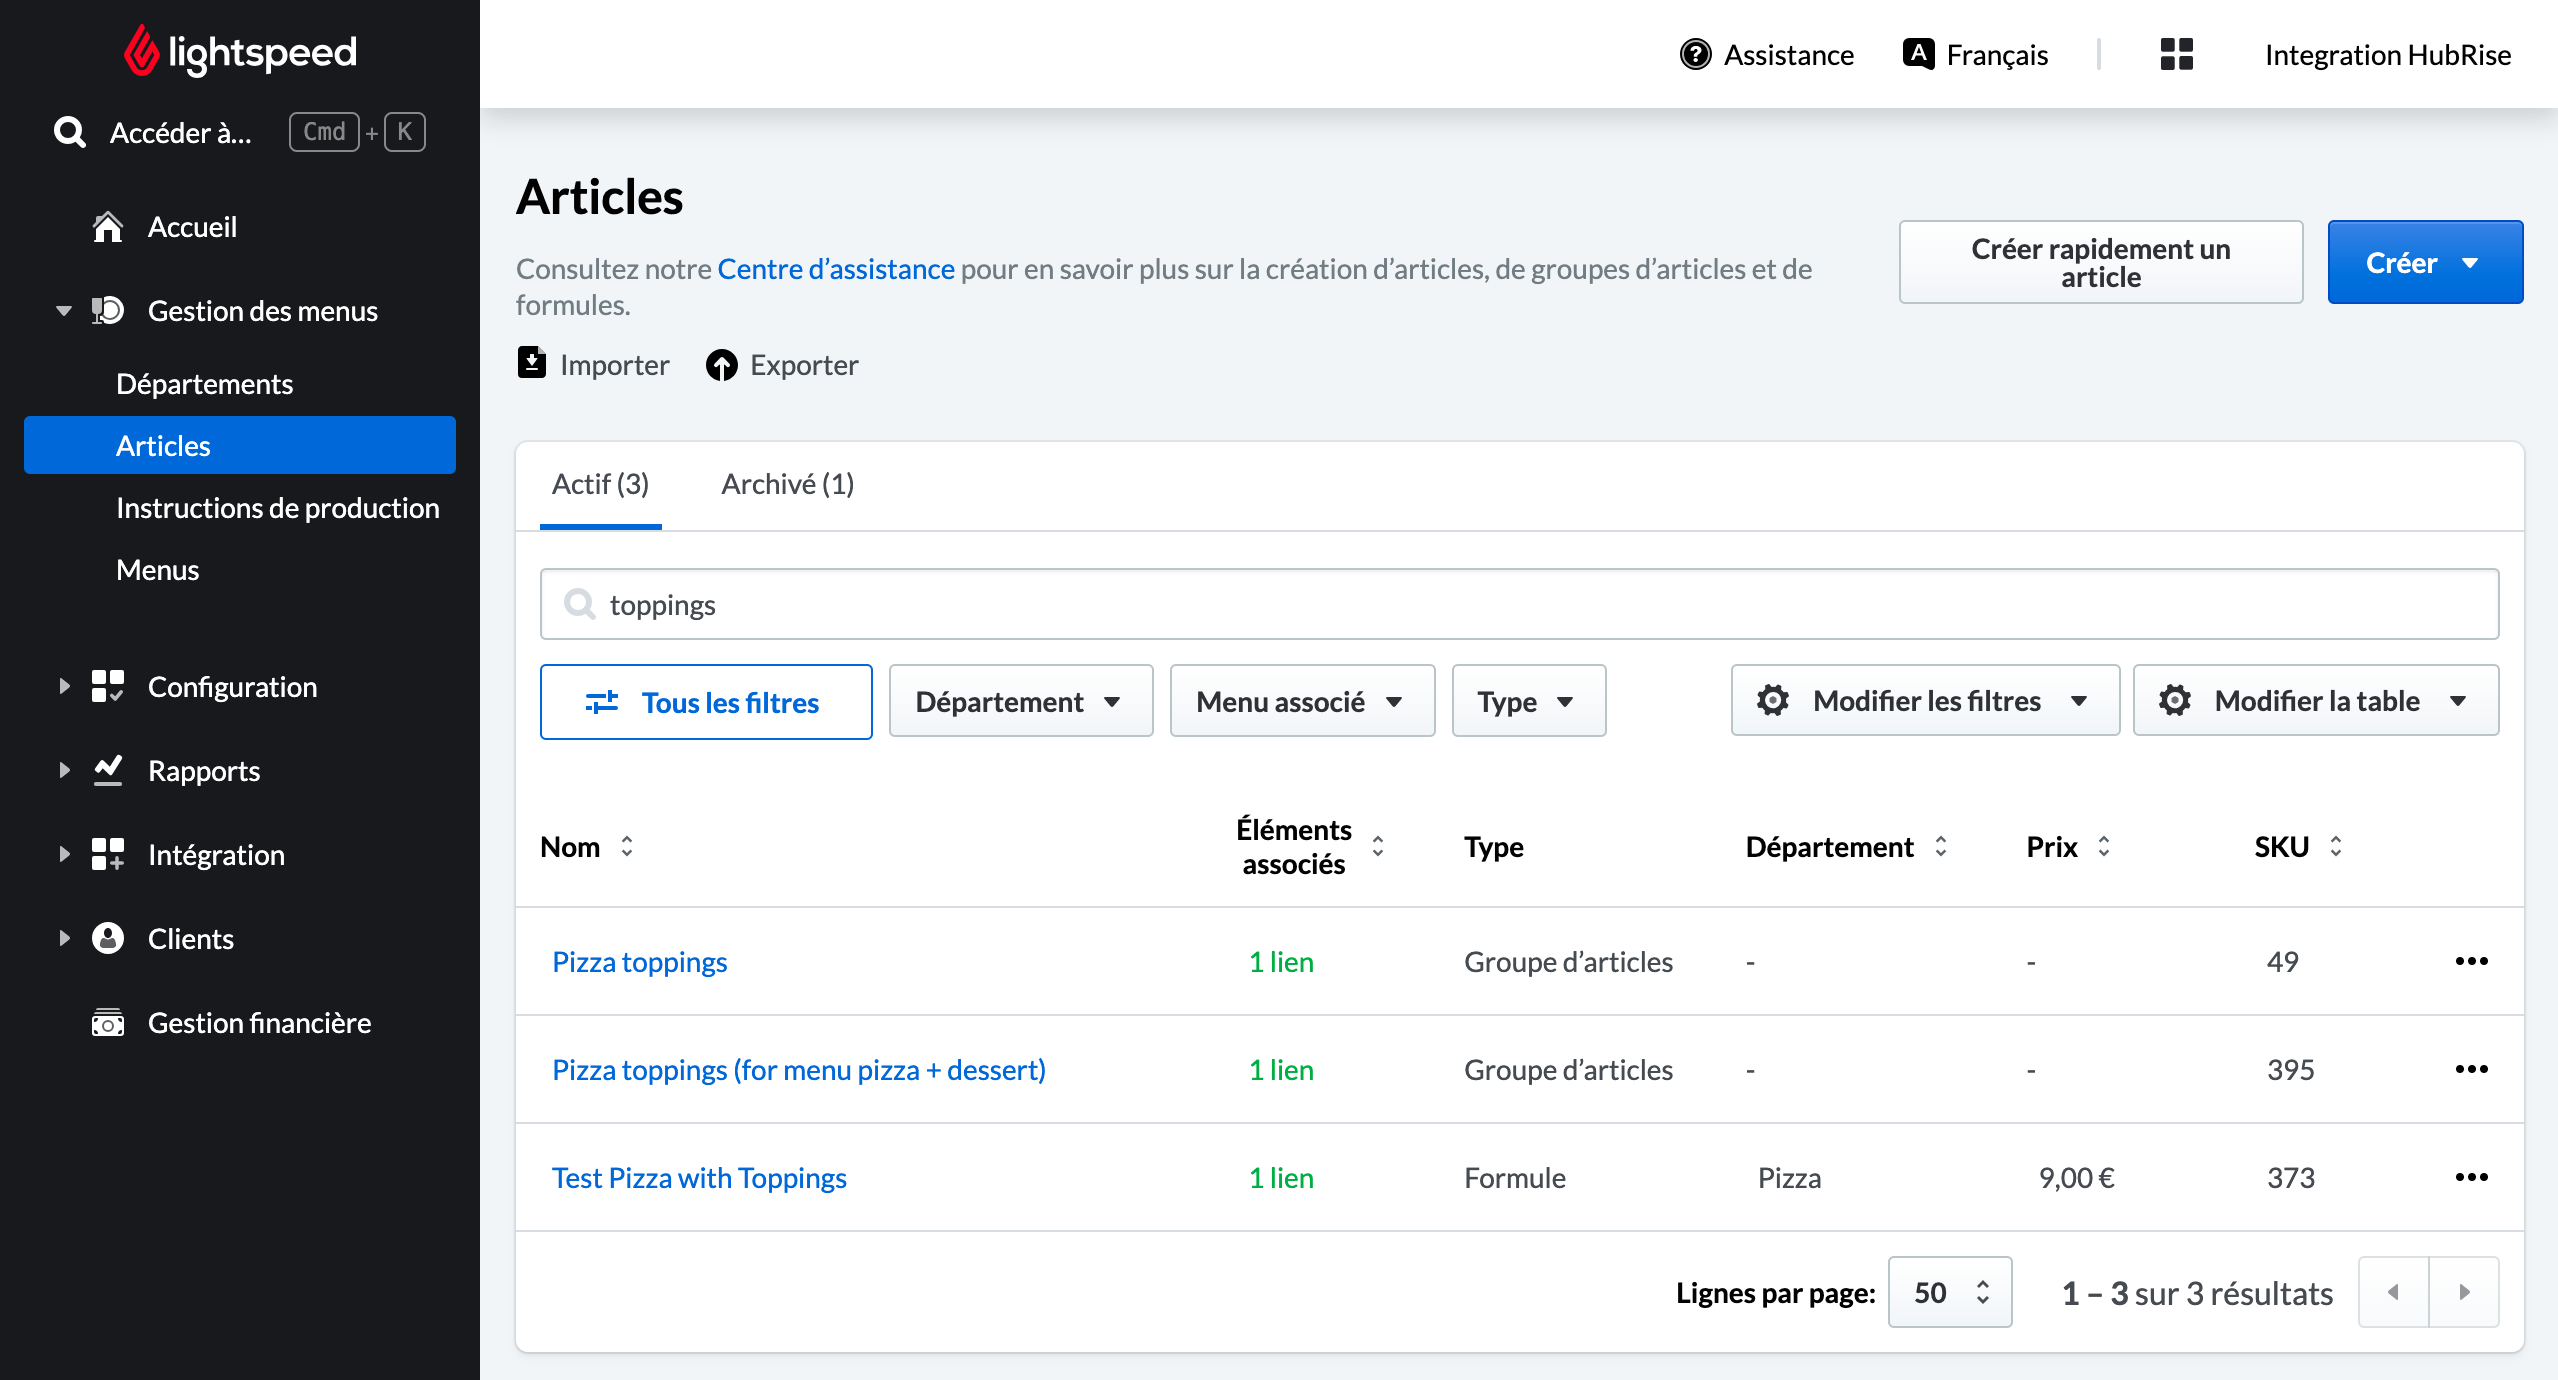 lightspeed
Accéder à... Cmd + K
Accueil
Gestion des menus
Départements
Articles
Instructions de production
Menus
Configuration
Rapports
Intégration
Clients
Gestion financière
Assistance
Français
Integration HubRise
Articles
Consultez notre Centre d’assistance pour en savoir plus sur la création d’articles, de groupes d’articles et de
formules.
Créer rapidement un
article
Créer
Importer
Exporter
Actif (3)
Archivé (1)
toppings
Tous les filtres
Département
Menu associé
Type
Modifier les filtres
Modifier la table
Nom
Éléments
associés
Type
Département
Prix
SKU
Pizza toppings 1 lien Groupe d’articles - - 49
Pizza toppings (for menu pizza + dessert) 1 lien Groupe d’articles - - 395
Test Pizza with Toppings 1 lien Formule Pizza 9,00 € 373
Lignes par page: 50 1 – 3 sur 3 résultats